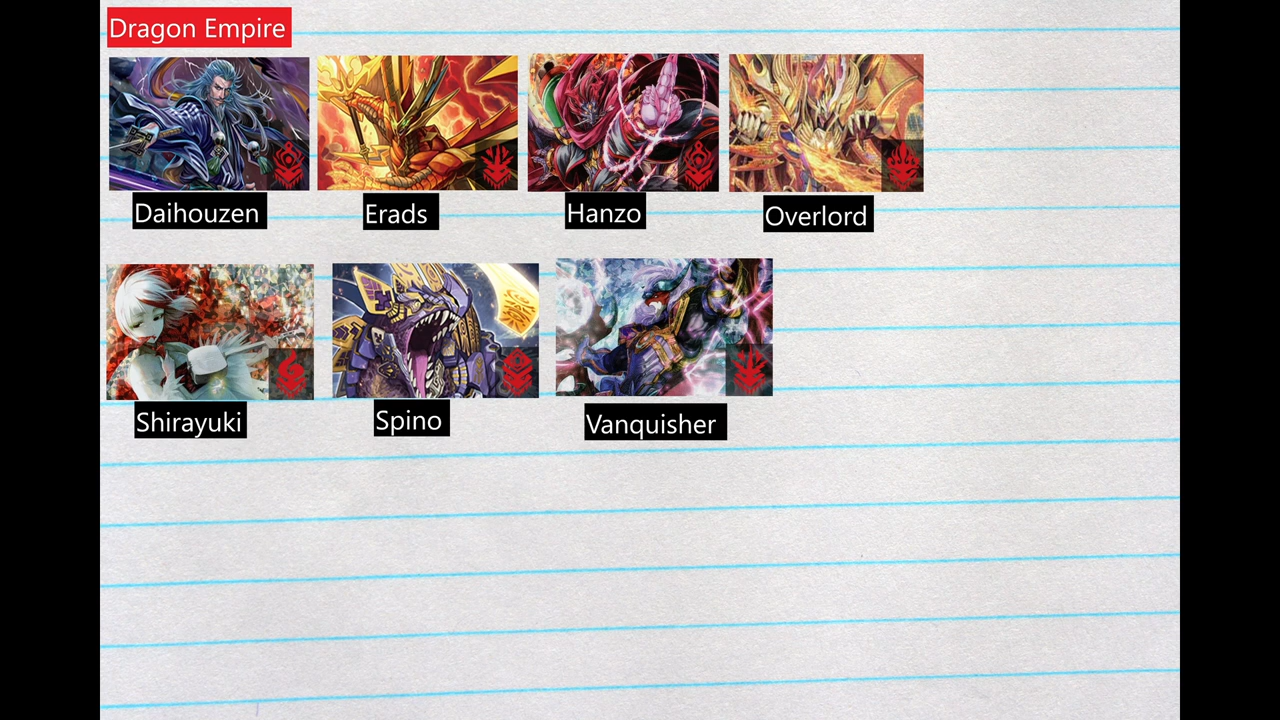 Dragon Empire
Daihouzen
Erads
Hanzo
Overlord
Shirayuki
Spino
Vanquisher